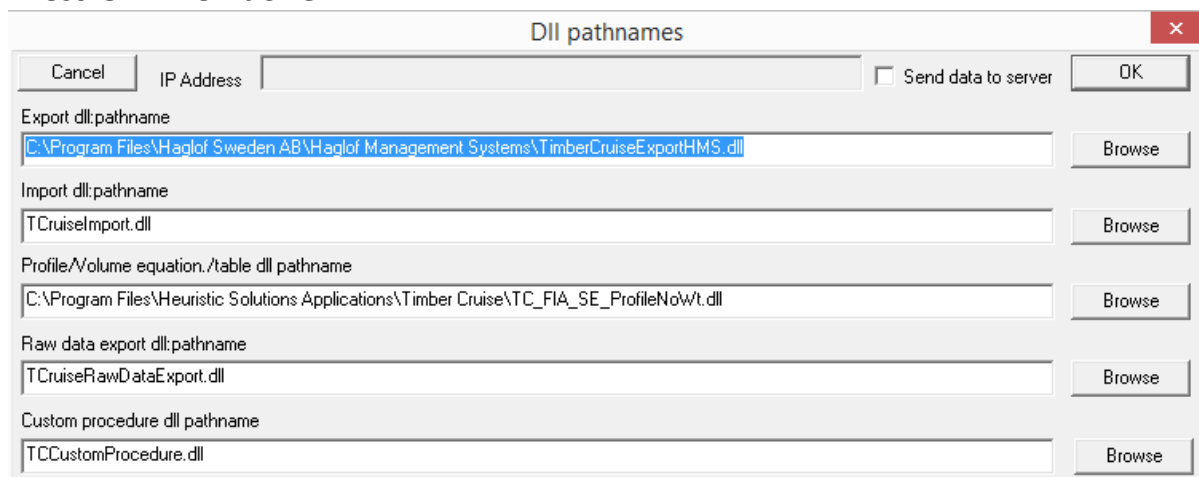 Dll pathnames
Cancel IP Address Send data to server OK
Export dll:pathname
C:\Program Files\Haglof Sweden AB\Haglof Management Systems\TimberCruiseExportHMS.dll Browse
Import dll:pathname
TCruiseImport.dll Browse
Profile/Volume equation./table dll pathname
C:\Program Files\Heuristic Solutions Applications\Timber Cruise\TC_FIA_SE_ProfileNoWt.dll Browse
Raw data export dll:pathname
TCruiseRawDataExport.dll Browse
Custom procedure dll pathname
TCCustomProcedure.dll Browse